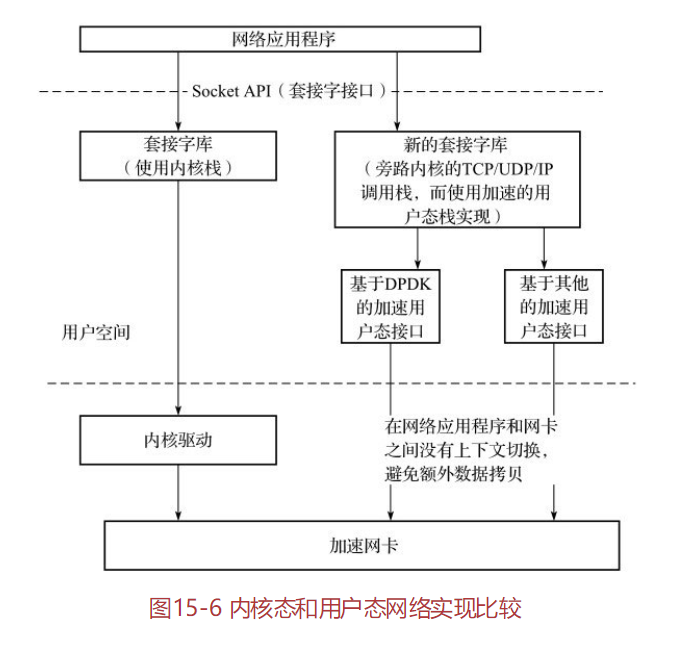 网络应用程序
Socket API（套接字接口）
套接字库
（使用内核栈）
新的套接字库
（旁路内核的TCP/UDP/IP
调用栈，而使用加速的用
户态栈实现）
基于DPDK
的加速用
户态接口
基于其他
的加速用
户态接口
用户空间
内核驱动
在网络应用程序和网卡
之间没有上下文切换，
避免额外数据拷贝
加速网卡
图15-6 内核态和用户态网络实现比较